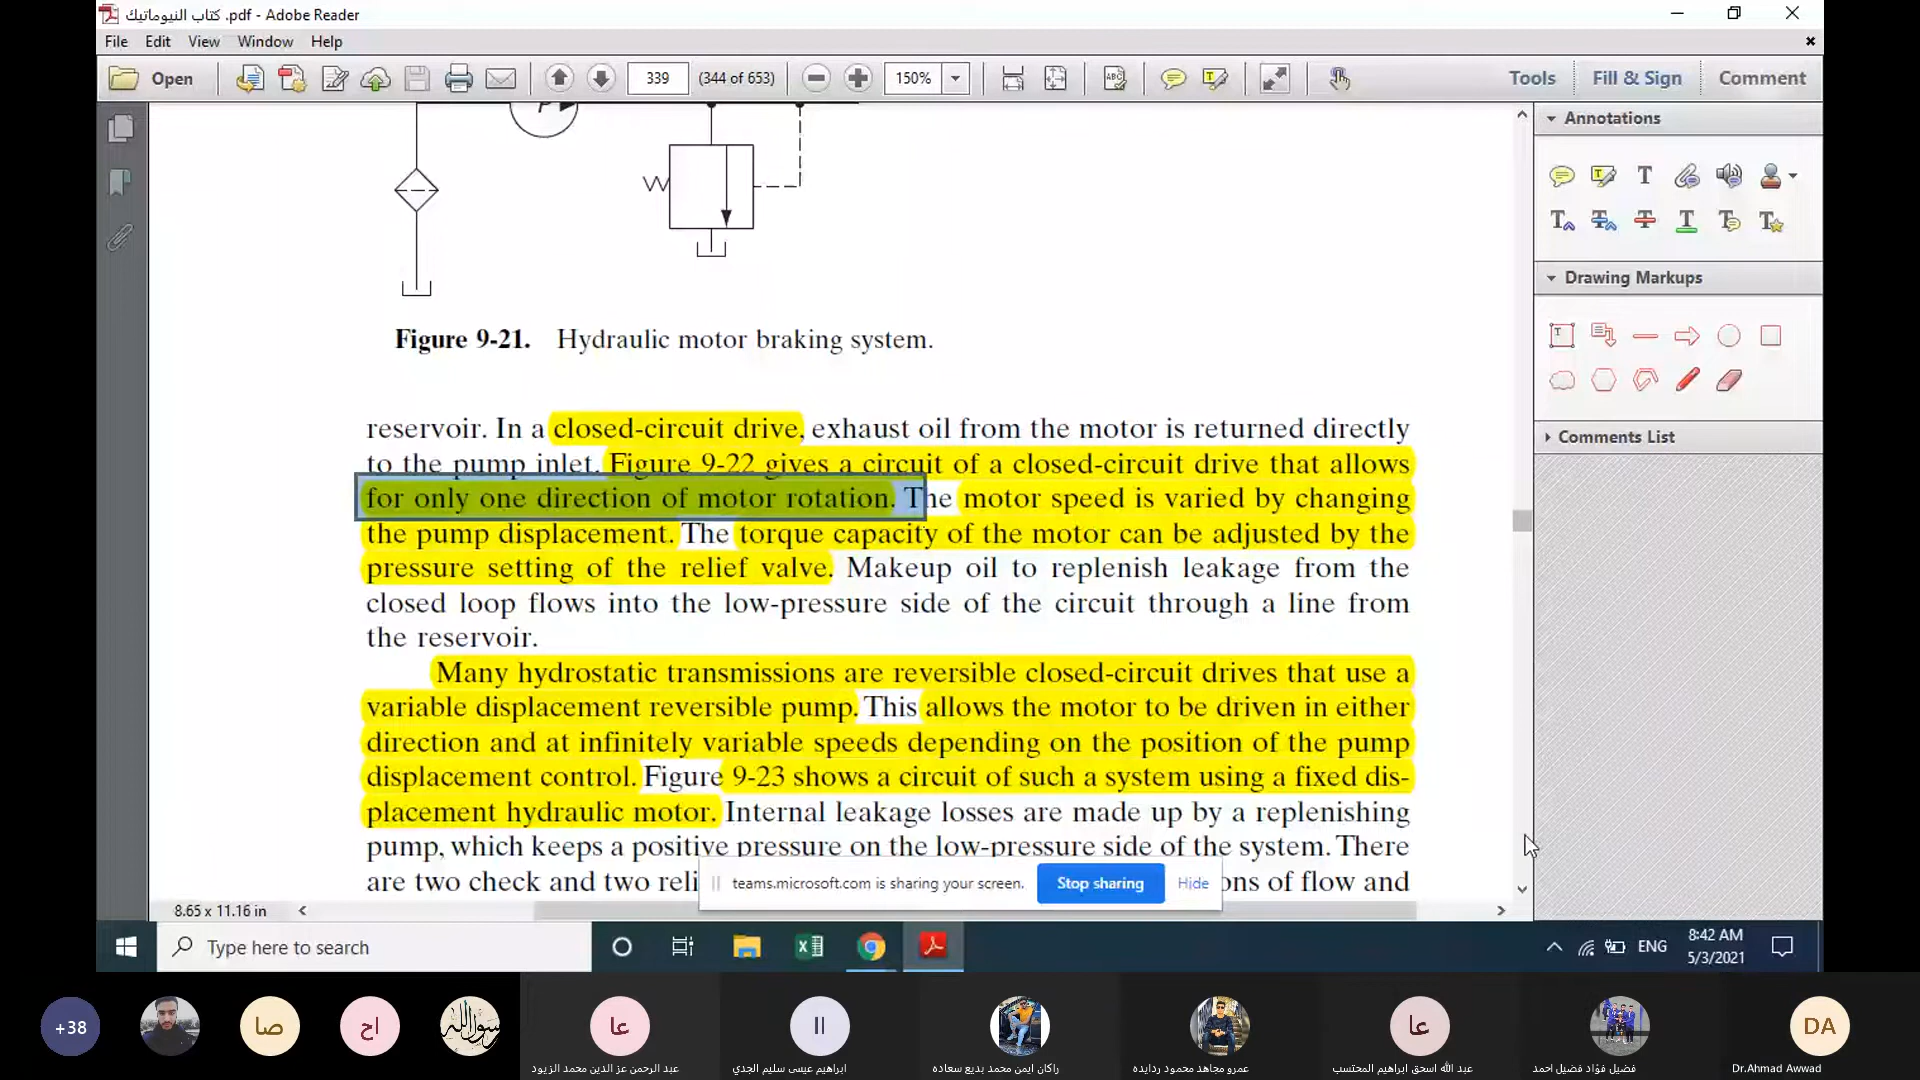 كتاب النيوماتيك .pdf - Adobe Reader
File Edit View Window Help
Open 339 (344 of 653) 150% Tools Fill & Sign Comment
Annotations
P
Drawing Markups
Figure 9-21. Hydraulic motor braking system.
Comments List
reservoir. In a closed-circuit drive, exhaust oil from the motor is returned directly
to the pump inlet. Figure 9-22 gives a circuit of a closed-circuit drive that allows
for only one direction of motor rotation. The motor speed is varied by changing
the pump displacement. The torque capacity of the motor can be adjusted by the
pressure setting of the relief valve. Makeup oil to replenish leakage from the
closed loop flows into the low-pressure side of the circuit through a line from
the reservoir.
Many hydrostatic transmissions are reversible closed-circuit drives that use a
variable displacement reversible pump. This allows the motor to be driven in either
direction and at infinitely variable speeds depending on the position of the pump
displacement control. Figure 9-23 shows a circuit of such a system using a fixed dis-
placement hydraulic motor. Internal leakage losses are made up by a replenishing
pump, which keeps a positive pressure on the low-pressure side of the system. There
are two check and two reli
ons of flow and
teams.microsoft.com is sharing your screen. Stop sharing Hide
8.65 x 11.16 in
Type here to search
ENG
8:42 AM
5/3/2021
+38
صا
اح
عا
اا
عا
DA
عبد الرحمن عز الدين محمد الزيود
ابراهيم عيسى سليم الجدي
راكان ايمن محمد بديع سعاده
عمرو مجاهد محمود ردايده
عبد الله اسحق ابراهيم المحتسب
فضيل فؤاد فضيل احمد
Dr.Ahmad Awwad